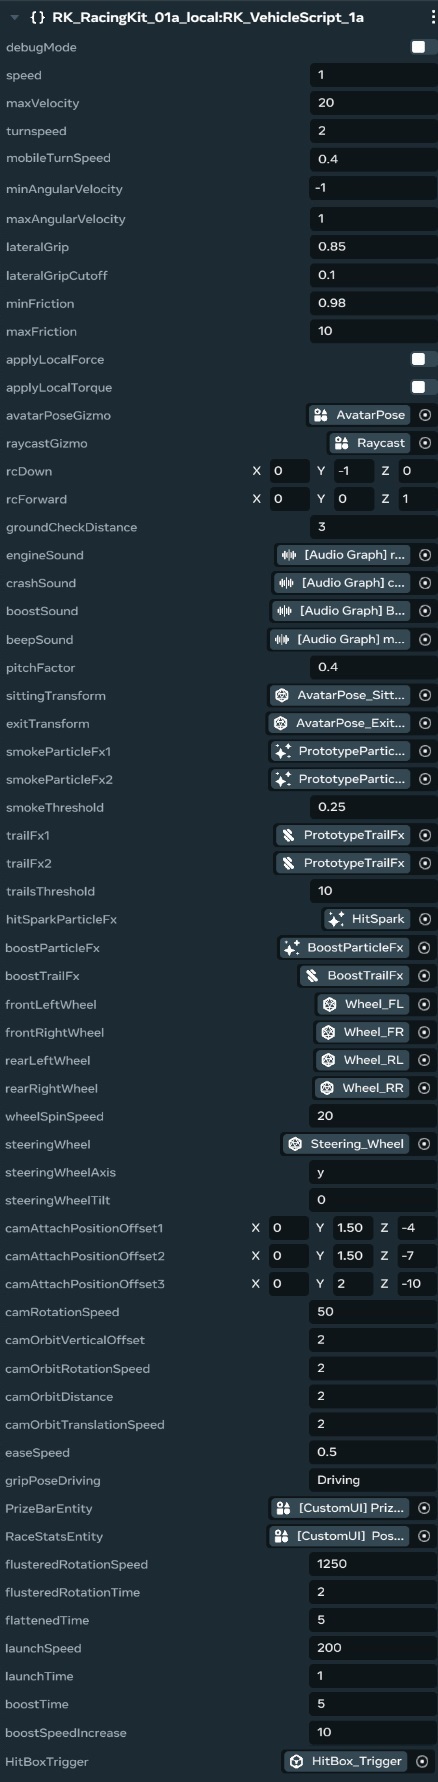 {} RK_RacingKit_01a_local:RK_VehicleScript_1a
debugMode
speed 1
maxVelocity 20
turnspeed 2
mobileTurnSpeed 0.4
minAngularVelocity -1
maxAngularVelocity 1
lateralGrip 0.85
lateralGripCutoff 0.1
minFriction 0.98
maxFriction 10
applyLocalForce
applyLocalTorque
avatarPoseGizmo AvatarPose
raycastGizmo Raycast
rcDown X 0 Y -1 Z 0
rcForward X 0 Y 0 Z 1
groundCheckDistance 3
engineSound [Audio Graph] r...
crashSound [Audio Graph] c...
boostSound [Audio Graph] B...
beepSound [Audio Graph] m...
pitchFactor 0.4
sittingTransform AvatarPose_Sitt...
exitTransform AvatarPose_Exit...
smokeParticleFx1 PrototypePartic...
smokeParticleFx2 PrototypePartic...
smokeThreshold 0.25
trailFx1 PrototypeTrailFx
trailFx2 PrototypeTrailFx
trailsThreshold 10
hitSparkParticleFx HitSpark
boostParticleFx BoostParticleFx
boostTrailFx BoostTrailFx
frontLeftWheel Wheel_FL
frontRightWheel Wheel_FR
rearLeftWheel Wheel_RL
rearRightWheel Wheel_RR
wheelSpinSpeed 20
steeringWheel Steering_Wheel
steeringWheelAxis y
steeringWheelTilt 0
camAttachPositionOffset1 X 0 Y 1.50 Z -4
camAttachPositionOffset2 X 0 Y 1.50 Z -7
camAttachPositionOffset3 X 0 Y 2 Z -10
camRotationSpeed 50
camOrbitVerticalOffset 2
camOrbitRotationSpeed 2
camOrbitDistance 2
camOrbitTranslationSpeed 2
easeSpeed 0.5
gripPoseDriving Driving
PrizeBarEntity [CustomUI] Priz...
RaceStatsEntity [CustomUI] Pos...
flusteredRotationSpeed 1250
flusteredRotationTime 2
flattenedTime 5
launchSpeed 200
launchTime 1
boostTime 5
boostSpeedIncrease 10
HitBoxTrigger HitBox_Trigger